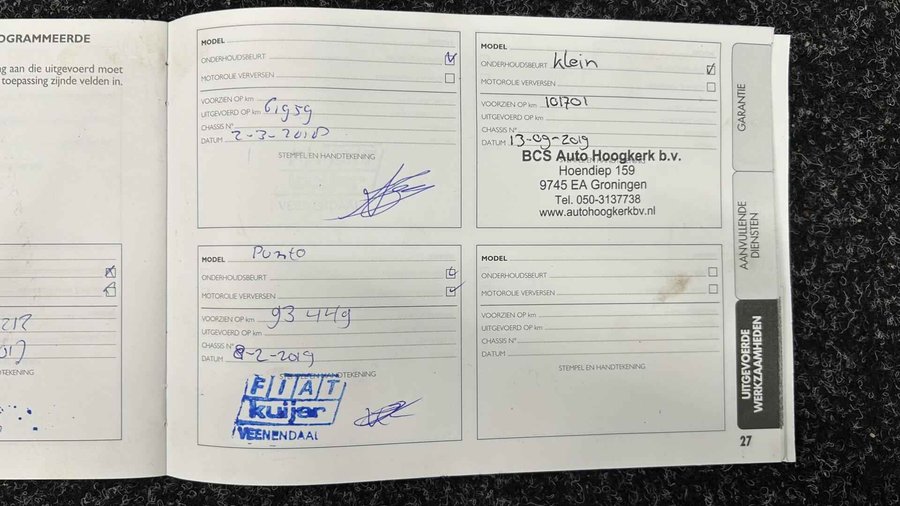 OGRAMMEERDE
ng aan die uitgevoerd moet
toepassing zijnde velden in.
MODEL
ONDERHOUDSBEURT
MOTOROLIE VERVERSEN
VOORZIEN OP km
UITGEVOERD OP km 61959
CHASSIS N°
DATUM 2-3-2018
STEMPEL EN HANDTEKENING
MODEL
ONDERHOUDSBEURT klein
MOTOROLIE VERVERSEN
VOORZIEN OP km 101701
UITGEVOERD OP km
CHASSIS N°
DATUM 13-09-2019
BCS Auto Hoogkerk b.v.
Hoendiep 159
9745 EA Groningen
Tel. 050-3137738
www.autohoogkerkbv.nl
MODEL Punto
ONDERHOUDSBEURT
MOTOROLIE VERVERSEN
VOORZIEN OP km 93449
UITGEVOERD OP km
CHASSIS N°
DATUM 8-2-2019
STEMPEL EN HANDTEKENING
FIAT
kuijer
VEENENDAAL
MODEL
ONDERHOUDSBEURT
MOTOROLIE VERVERSEN
VOORZIEN OP km
UITGEVOERD OP km
CHASSIS N°
DATUM
STEMPEL EN HANDTEKENING
GARANTIE
AANVULLENDE
DIENSTEN
UITGEVOERDE
WERKZAAMHEDEN
27